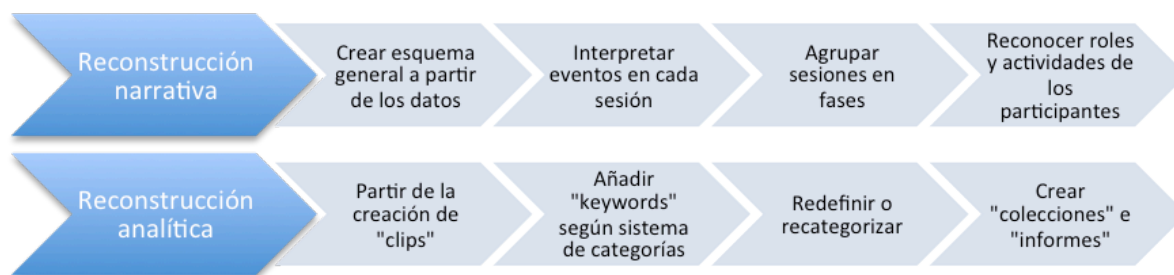 Reconstrucción
narrativa
Crear esquema
general a partir
de los datos
Interpretar
eventos en cada
sesión
Agrupar
sesiones en
fases
Reconocer roles
y actividades de
los
participantes
Reconstrucción
analítica
Partir de la
creación de
"clips"
Añadir
"keywords"
según sistema
de categorías
Redefinir o
recategorizar
Crear
"colecciones" e
"informes"